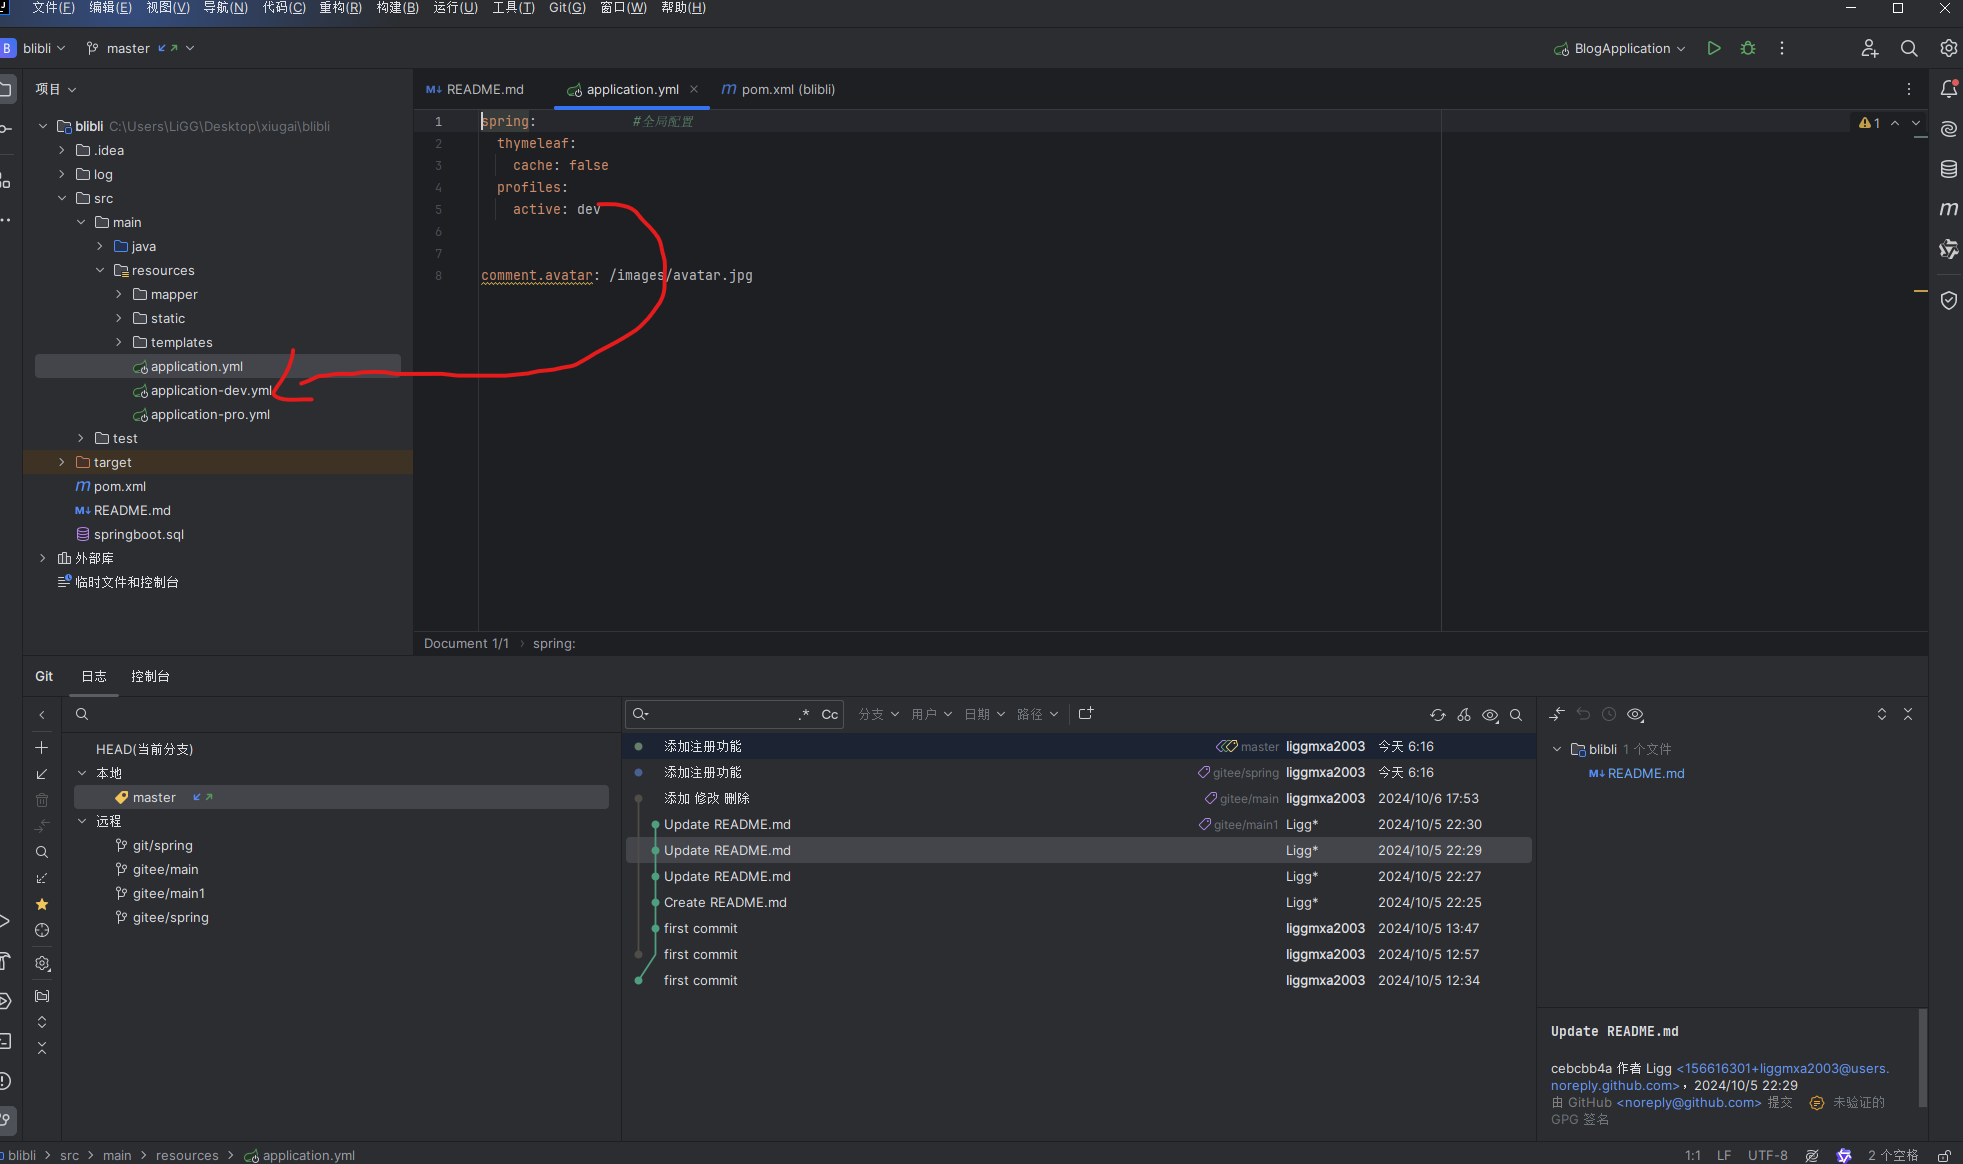 文件(F) 编辑(E) 视图(V) 导航(N) 代码(C) 重构(R) 构建(B) 运行(U) 工具(T) Git(G) 窗口(W) 帮助(H)
B blibli master BlogApplication
项目
README.md application.yml pom.xml (blibli)
blibli C:\Users\LiGG\Desktop\xiugai\blibli
.idea
log
src
main
java
resources
mapper
static
templates
application.yml
application-dev.yml
application-pro.yml
test
target
pom.xml
README.md
springboot.sql
外部库
临时文件和控制台
1 spring: #全局配置
2 thymeleaf:
3 cache: false
4 profiles:
5 active: dev
6
7
8 comment.avatar: /images/avatar.jpg
1
Document 1/1 spring:
Git 日志 控制台
.* Cc 分支 用户 日期 路径
HEAD(当前分支)
本地
master
远程
git/spring
gitee/main
gitee/main1
gitee/spring
添加注册功能 master liggmxa2003 今天 6:16
添加注册功能 gitee/spring liggmxa2003 今天 6:16
添加 修改 删除 gitee/main liggmxa2003 2024/10/6 17:53
Update README.md gitee/main1 Ligg* 2024/10/5 22:30
Update README.md Ligg* 2024/10/5 22:29
Update README.md Ligg* 2024/10/5 22:27
Create README.md Ligg* 2024/10/5 22:25
first commit liggmxa2003 2024/10/5 13:47
first commit liggmxa2003 2024/10/5 12:57
first commit liggmxa2003 2024/10/5 12:34
blibli 1 个文件
README.md
Update README.md
cebcbb4a 作者 Ligg <156616301+liggmxa2003@users.
noreply.github.com>，2024/10/5 22:29
由 GitHub <noreply@github.com> 提交 未验证的
GPG 签名
blibli src main resources application.yml 1:1 LF UTF-8 2 个空格